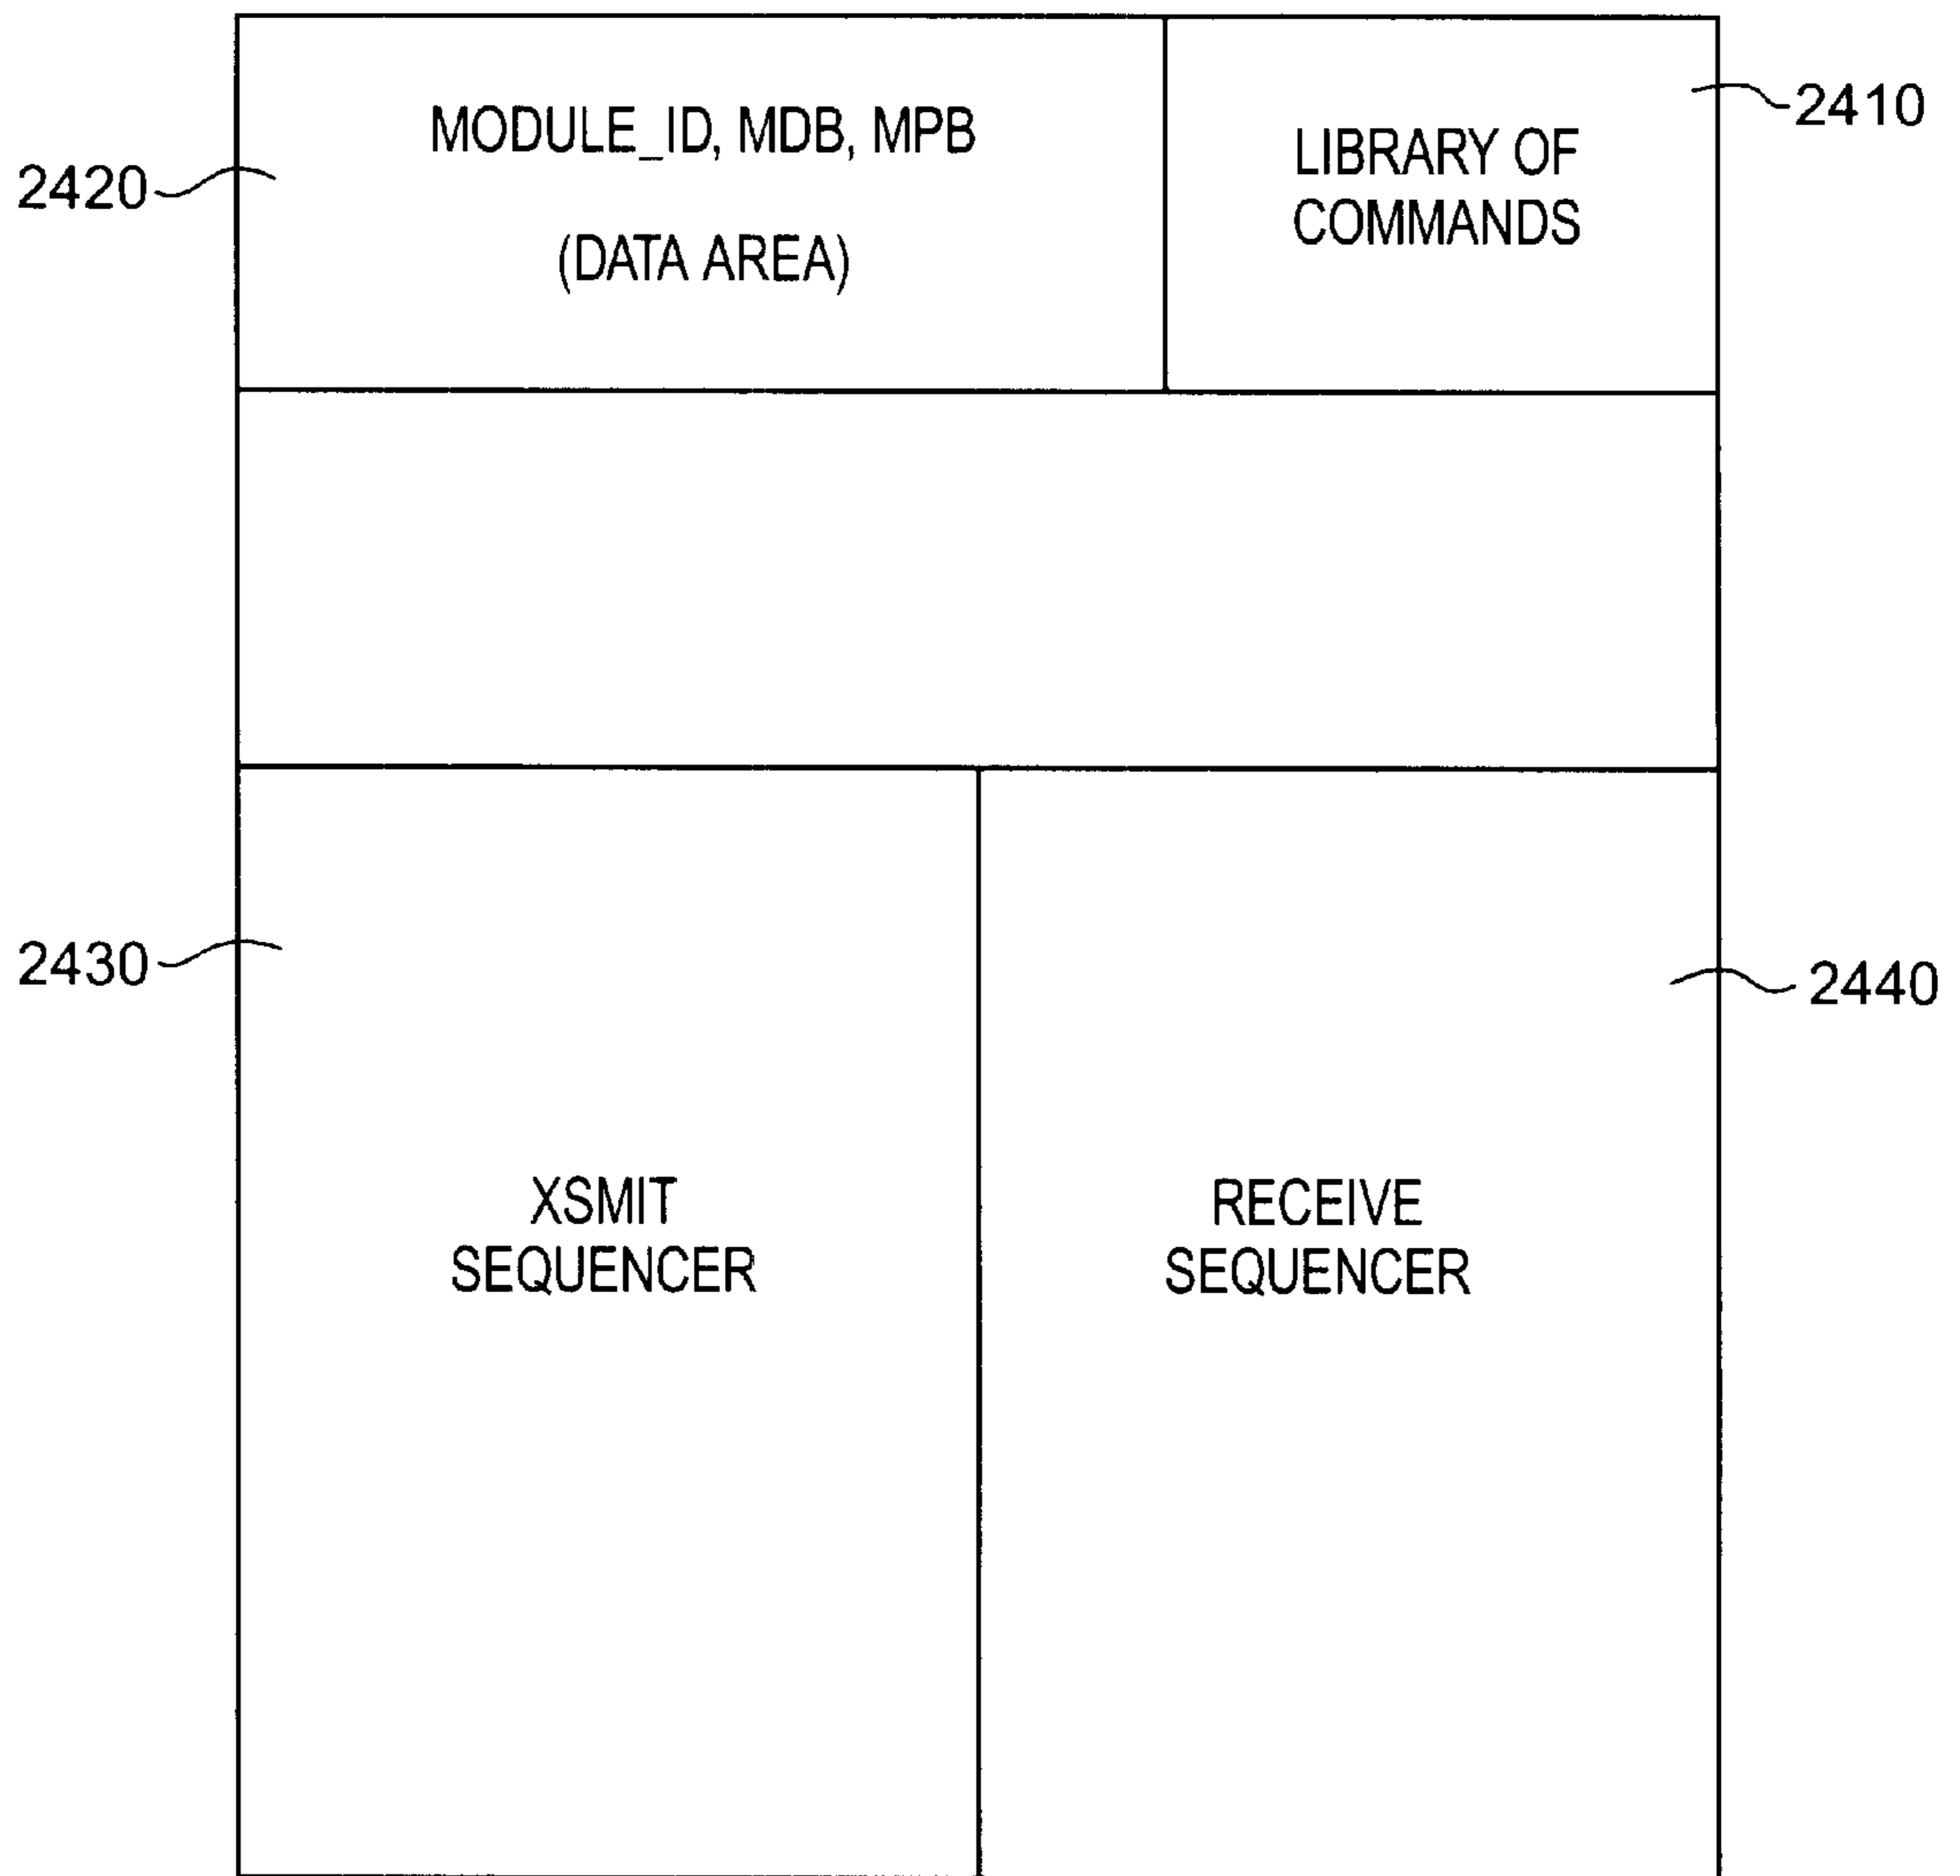 MODULE_ID, MDB, MPB
(DATA AREA)
LIBRARY OF
COMMANDS
2410
2420
2430
2440
XSMIT
SEQUENCER
RECEIVE
SEQUENCER